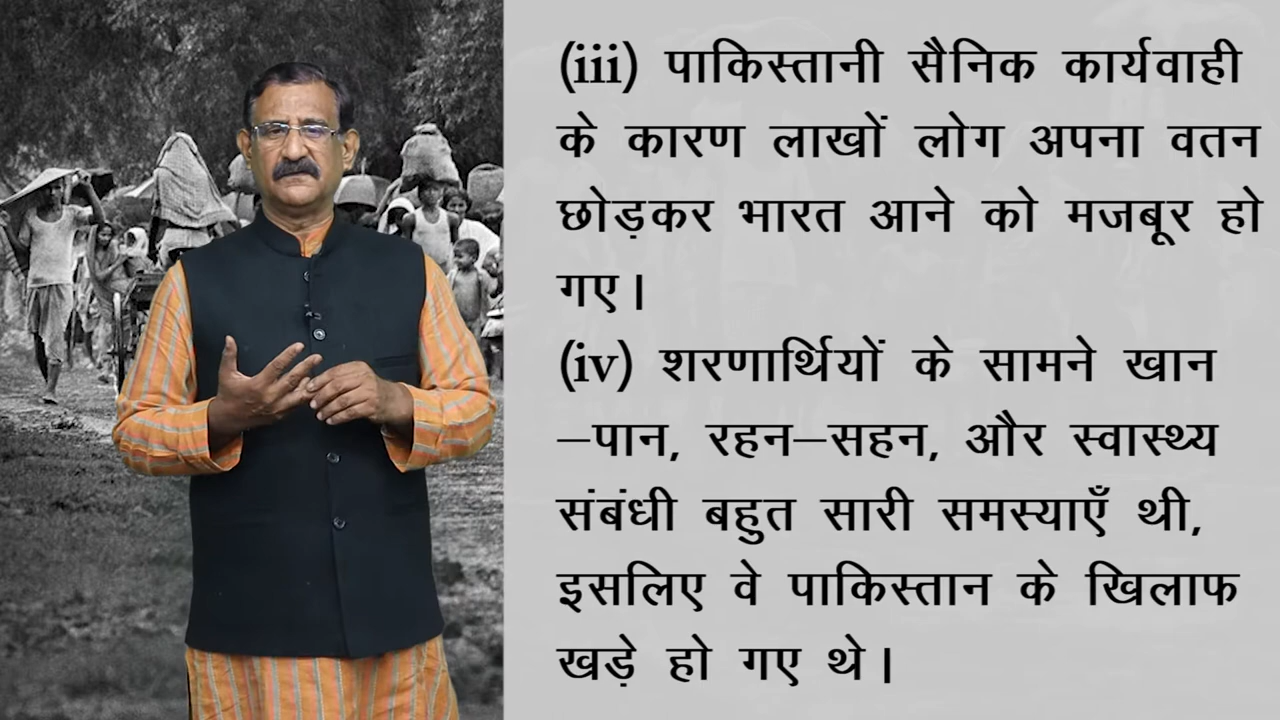 (iii) पाकिस्तानी सैनिक कार्यवाही
के कारण लाखों लोग अपना वतन
छोड़कर भारत आने को मजबूर हो
गए।
(iv) शरणार्थियों के सामने खान
–पान, रहन–सहन, और स्वास्थ्य
संबंधी बहुत सारी समस्याएँ थी,
इसलिए वे पाकिस्तान के खिलाफ
खड़े हो गए थे।